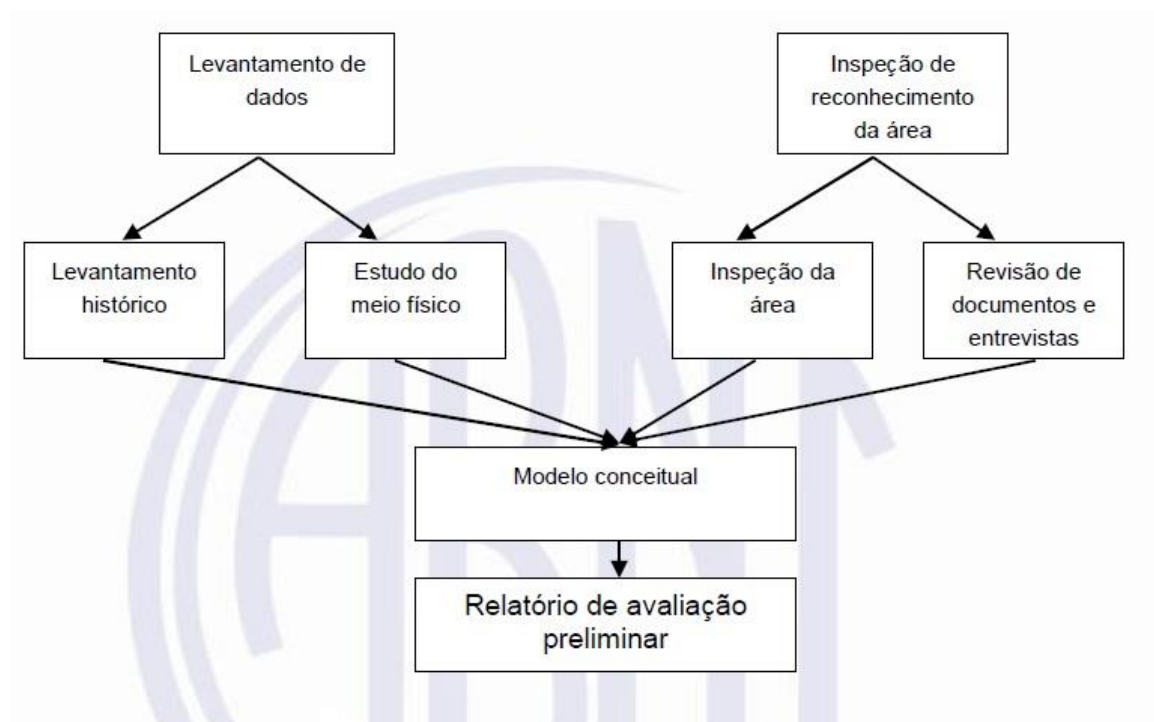 Levantamento de
dados
Inspeção de
reconhecimento
da área
Levantamento
histórico
Estudo do
meio físico
Inspeção da
área
Revisão de
documentos e
entrevistas
Modelo conceitual
Relatório de avaliação
preliminar
ABNT